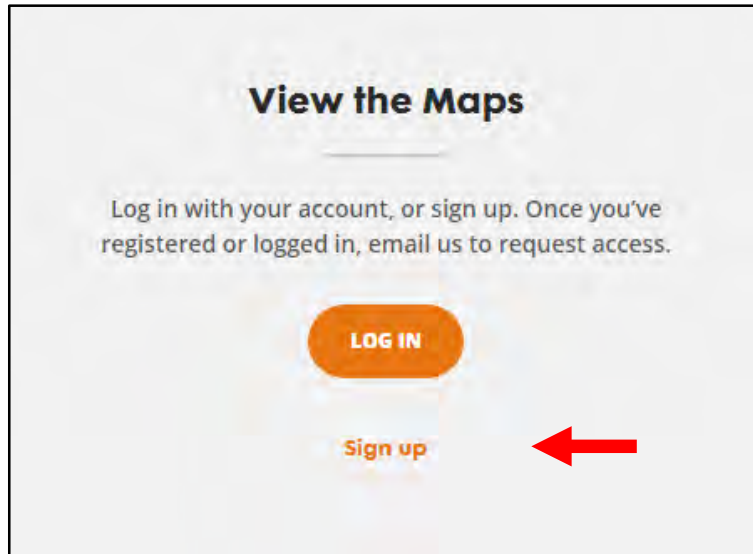 View the Maps
Log in with your account, or sign up. Once you've
registered or logged in, email us to request access.
LOG IN
Sign up